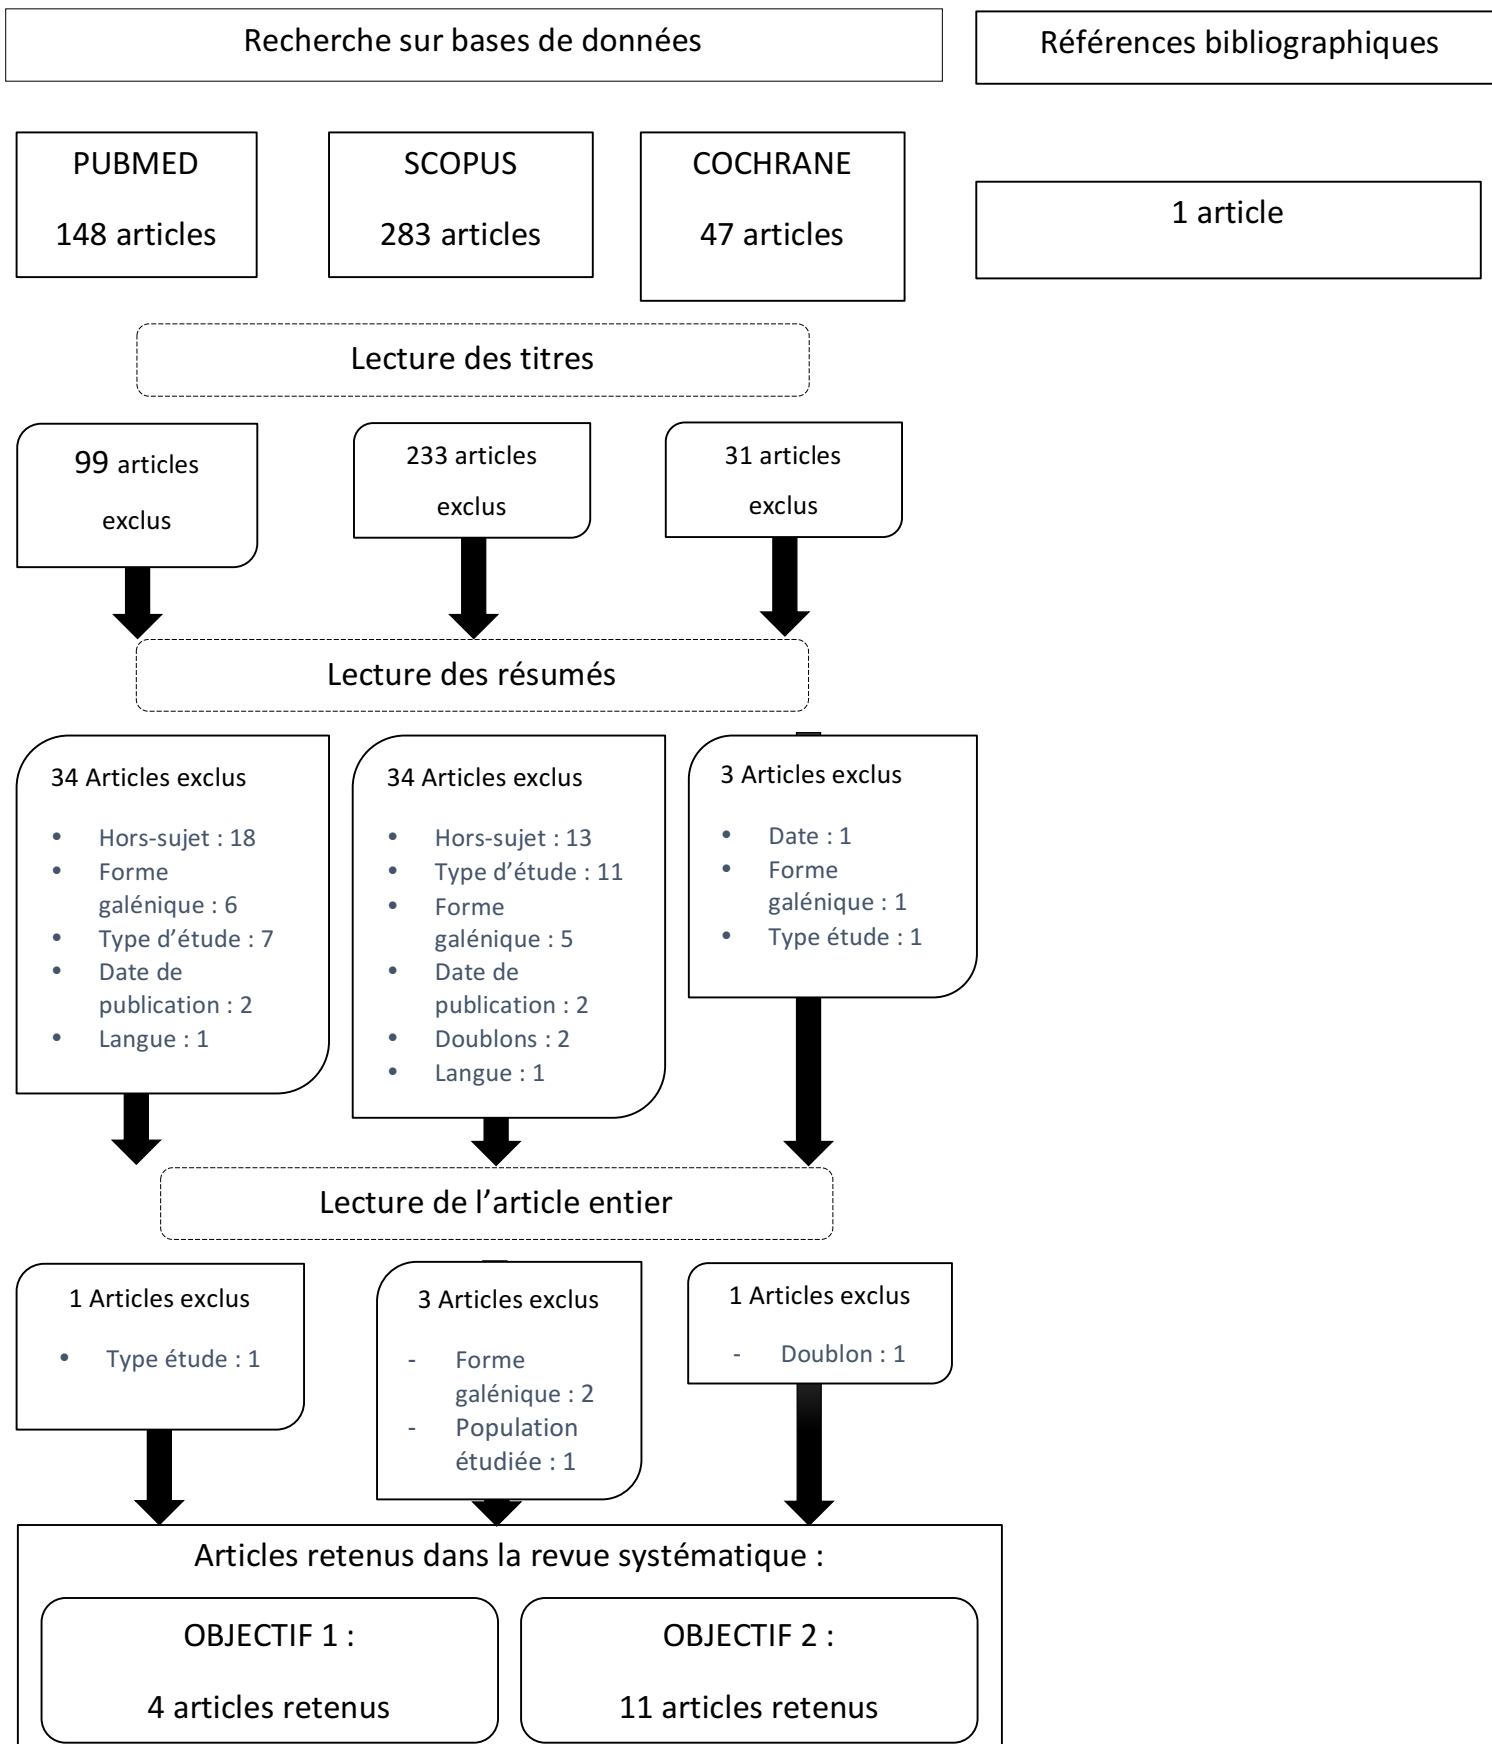 Recherche sur bases de données
Références bibliographiques
PUBMED
148 articles
SCOPUS
283 articles
COCHRANE
47 articles
1 article
Lecture des titres
99 articles
exclus
233 articles
exclus
31 articles
exclus
Lecture des résumés
34 Articles exclus
• Hors-sujet : 18
• Forme
galénique : 6
• Type d’étude : 7
• Date de
publication : 2
• Langue : 1
34 Articles exclus
• Hors-sujet : 13
• Type d’étude : 11
• Forme
galénique : 5
• Date de
publication : 2
• Doublons : 2
• Langue : 1
3 Articles exclus
• Date : 1
• Forme
galénique : 1
• Type étude : 1
Lecture de l’article entier
1 Articles exclus
• Type étude : 1
3 Articles exclus
- Forme
galénique : 2
- Population
étudiée : 1
1 Articles exclus
- Doublon : 1
Articles retenus dans la revue systématique :
OBJECTIF 1 :
4 articles retenus
OBJECTIF 2 :
11 articles retenus